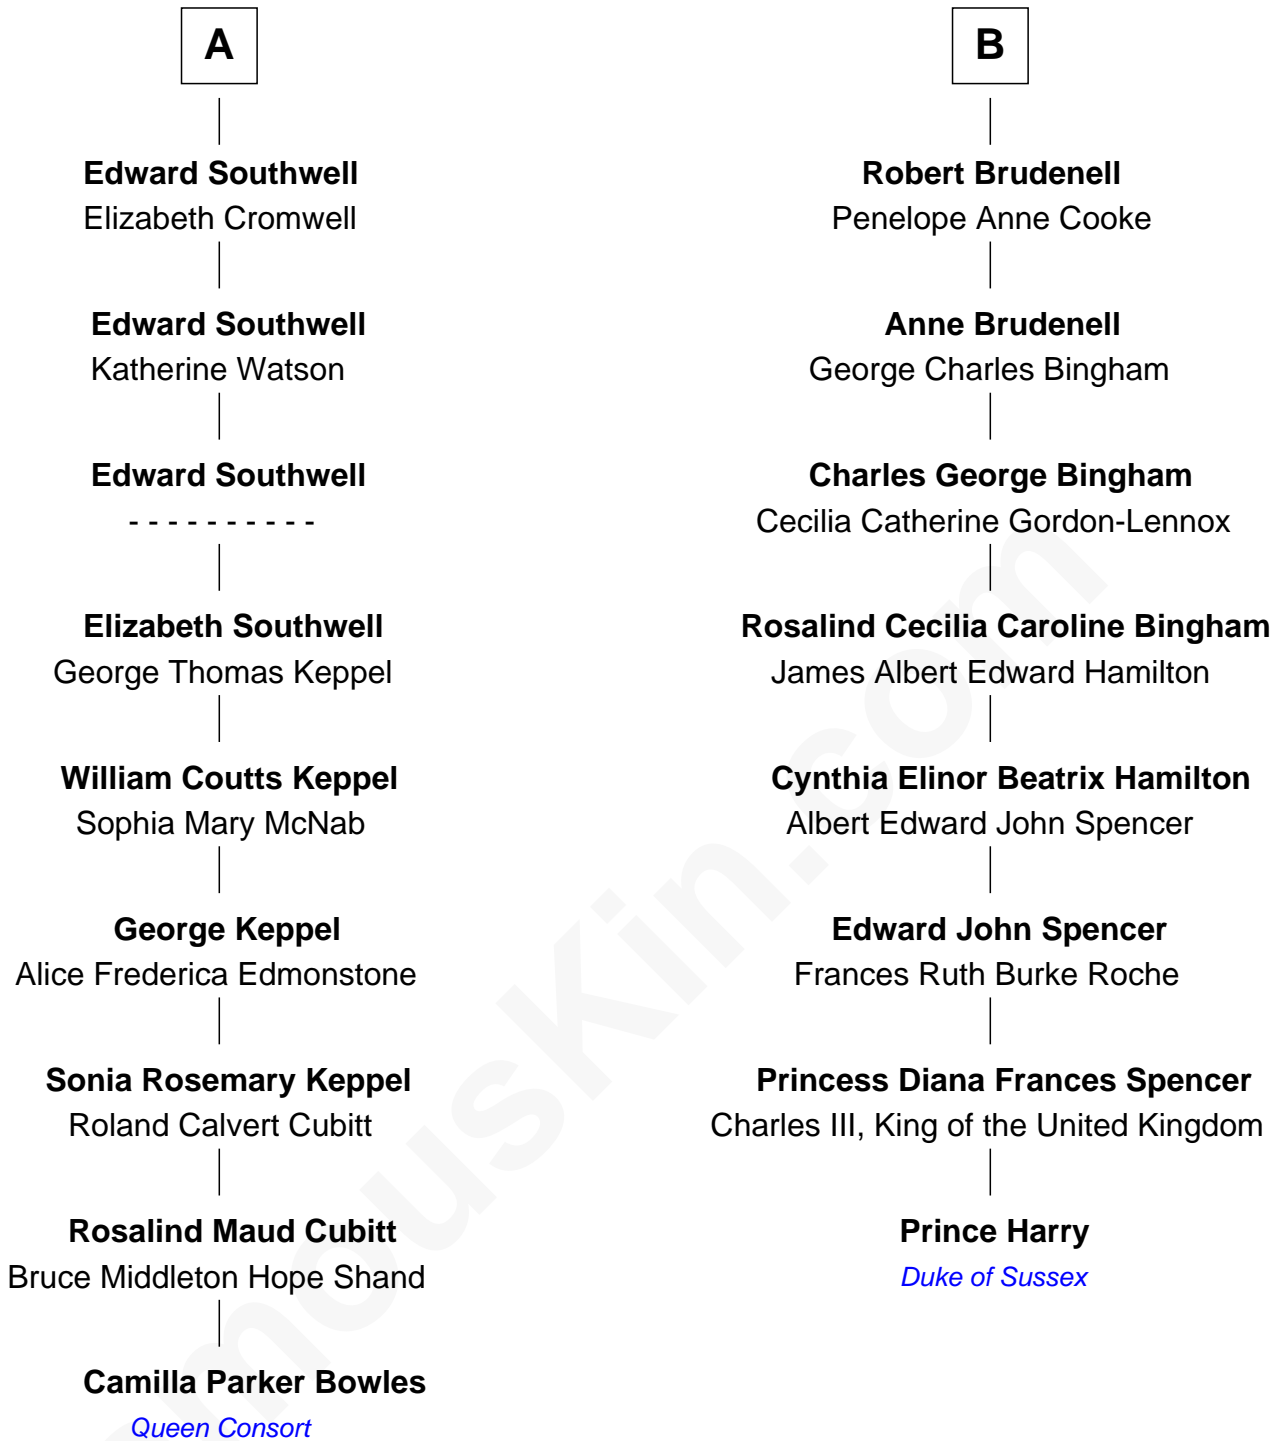 A
Edward Southwell
Elizabeth Cromwell
Edward Southwell
Katherine Watson
Edward Southwell
- - - - - - - - - -
Elizabeth Southwell
George Thomas Keppel
William Coutts Keppel
Sophia Mary McNab
George Keppel
Alice Frederica Edmonstone
Sonia Rosemary Keppel
Roland Calvert Cubitt
Rosalind Maud Cubitt
Bruce Middleton Hope Shand
Camilla Parker Bowles
Queen Consort
B
Robert Brudenell
Penelope Anne Cooke
Anne Brudenell
George Charles Bingham
Charles George Bingham
Cecilia Catherine Gordon-Lennox
Rosalind Cecilia Caroline Bingham
James Albert Edward Hamilton
Cynthia Elinor Beatrix Hamilton
Albert Edward John Spencer
Edward John Spencer
Frances Ruth Burke Roche
Princess Diana Frances Spencer
Charles III, King of the United Kingdom
Prince Harry
Duke of Sussex
mousKin.com